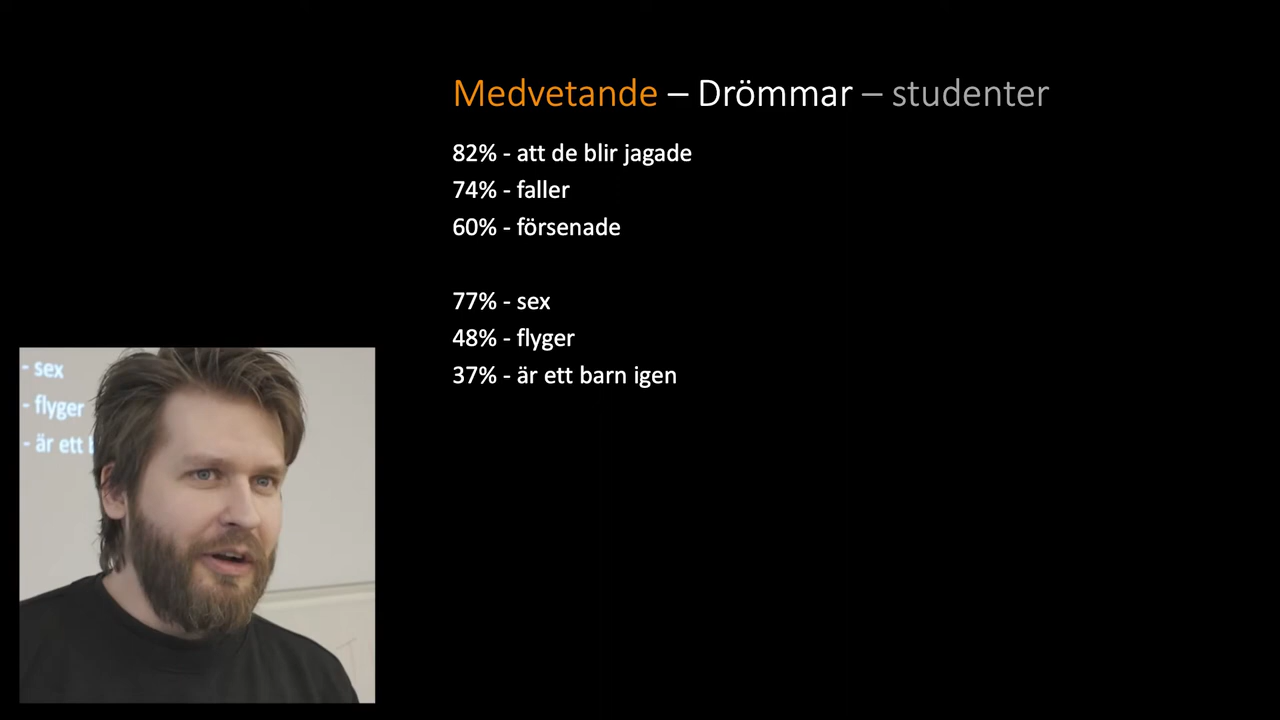 Medvetande – Drömmar – studenter
82% - att de blir jagade
74% - faller
60% - försenade
77% - sex
48% - flyger
37% - är ett barn igen
- sex
- flyger
- är ett b